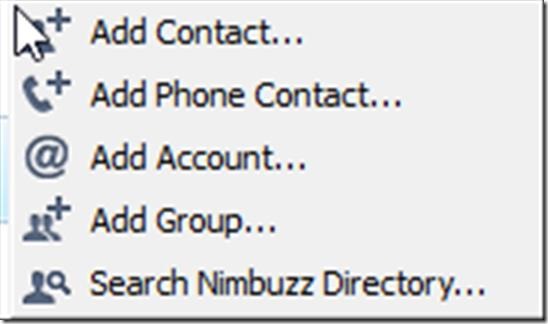 Add Contact...
Add Phone Contact...
Add Account...
Add Group...
Search Nimbuzz Directory...